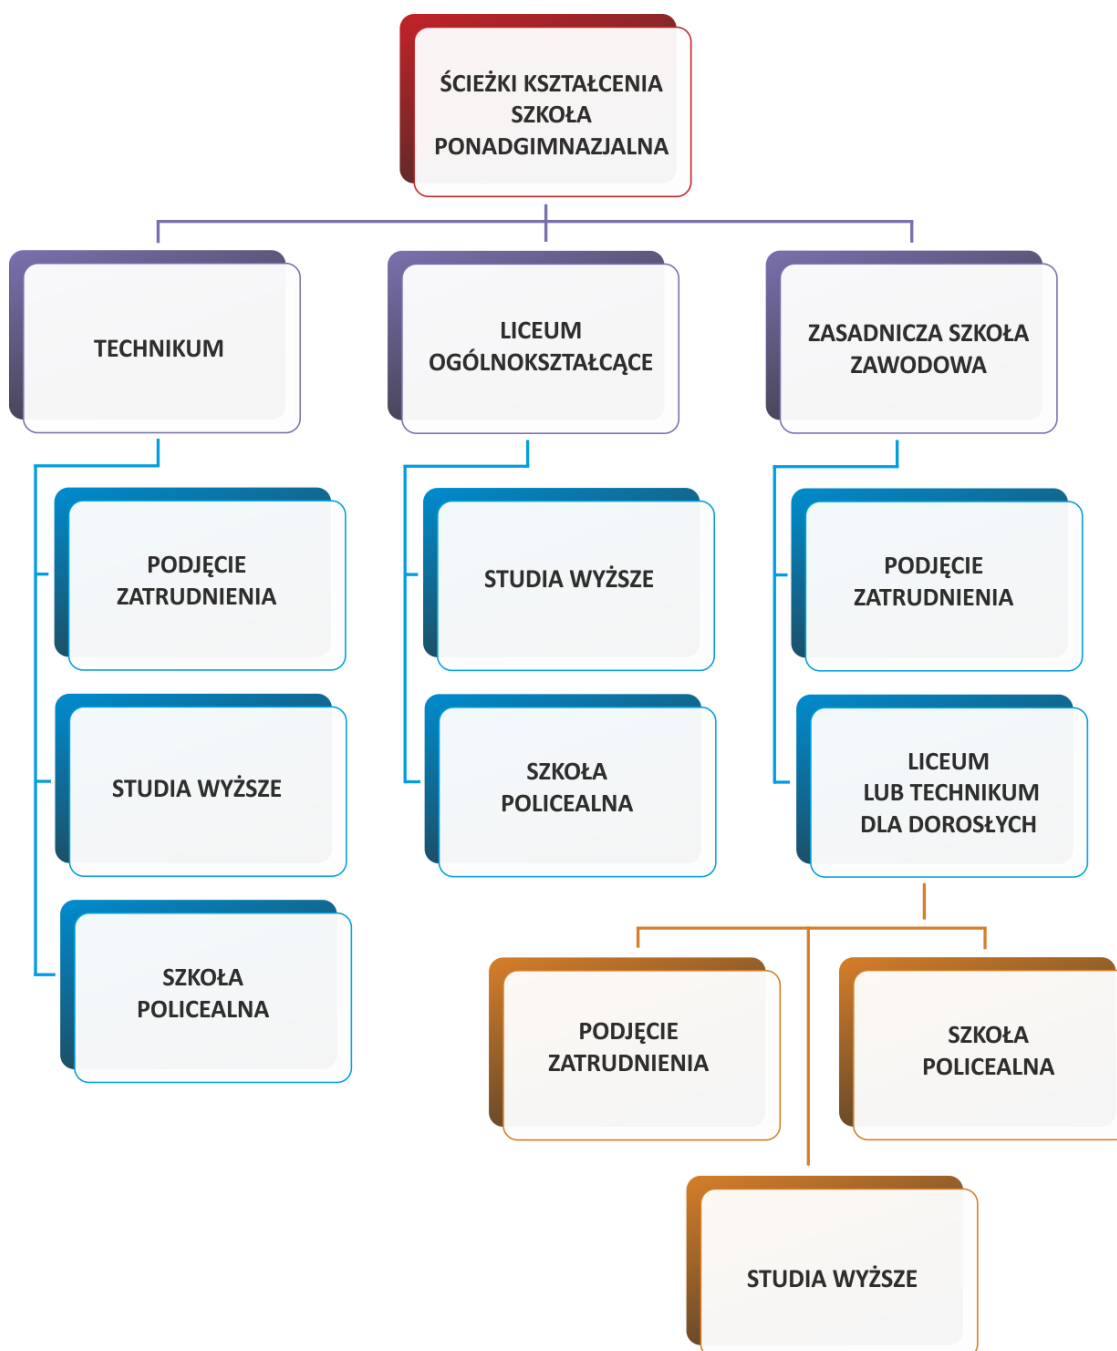 ŚCIEŻKI KSZTAŁCENIA
SZKOŁA
PONADGIMNAZJALNA
TECHNIKUM
LICEUM
OGÓLNOKSZTAŁCĄCE
ZASADNICZA SZKOŁA
ZAWODOWA
PODJĘCIE
ZATRUDNIENIA
STUDIA WYŻSZE
SZKOŁA
POLICEALNA
STUDIA WYŻSZE
SZKOŁA
POLICEALNA
PODJĘCIE
ZATRUDNIENIA
LICEUM
LUB TECHNIKUM
DLA DOROSŁYCH
PODJĘCIE
ZATRUDNIENIA
SZKOŁA
POLICEALNA
STUDIA WYŻSZE